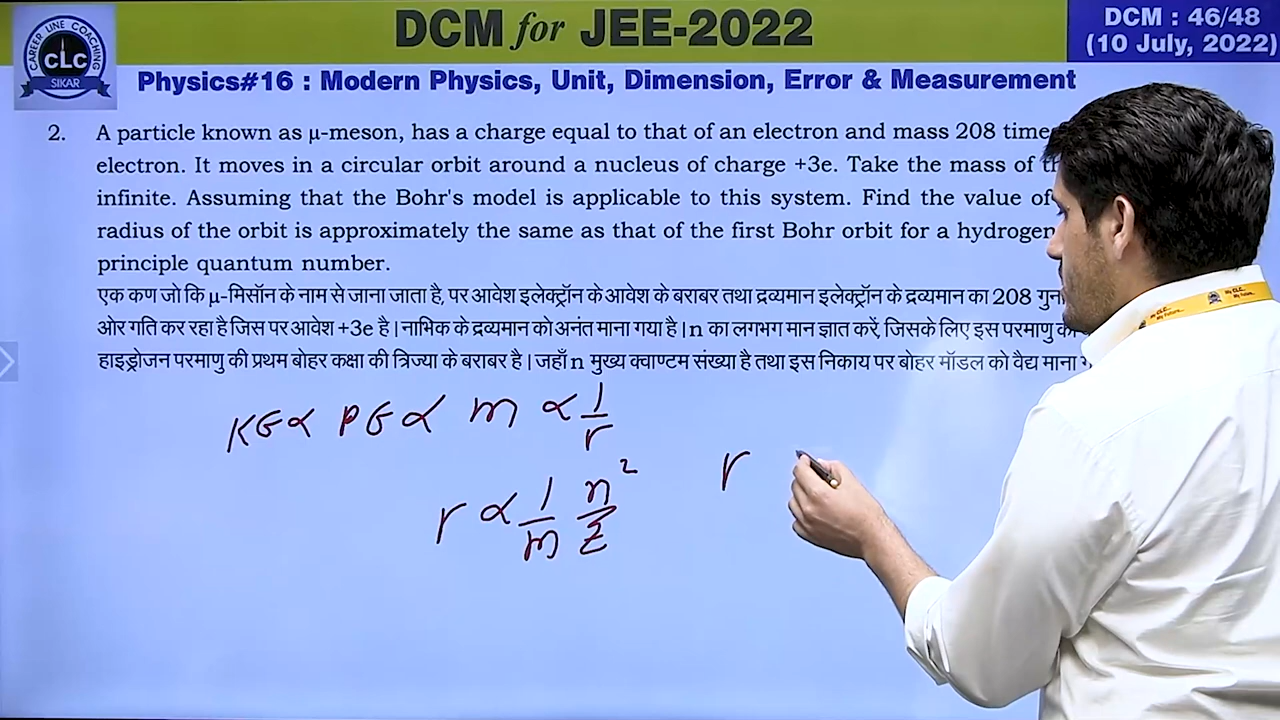 DCM for JEE-2022
DCM : 46/48
(10 July, 2022)
CAREER LINE COACHING
CLC
SIKAR
Physics#16 : Modern Physics, Unit, Dimension, Error & Measurement
2. A particle known as μ-meson, has a charge equal to that of an electron and mass 208 time
electron. It moves in a circular orbit around a nucleus of charge +3e. Take the mass of th
infinite. Assuming that the Bohr's model is applicable to this system. Find the value of
radius of the orbit is approximately the same as that of the first Bohr orbit for a hydrogen
principle quantum number.
एक कण जो कि μ-मिसॉन के नाम से जाना जाता है, पर आवेश इलेक्ट्रॉन के आवेश के बराबर तथा द्रव्यमान इलेक्ट्रॉन के द्रव्यमान का 208 गुना
ओर गति कर रहा है जिस पर आवेश +3e है। नाभिक के द्रव्यमान को अनंत माना गया है। n का लगभग मान ज्ञात करें, जिसके लिए इस परमाणु की
हाइड्रोजन परमाणु की प्रथम बोहर कक्षा की त्रिज्या के बराबर है। जहाँ n मुख्य क्वाण्टम संख्या है तथा इस निकाय पर बोहर मॉडल को वैद्य माना
KE ∝ PE ∝ m ∝ 1/r
r ∝ 1/m n²/z
r